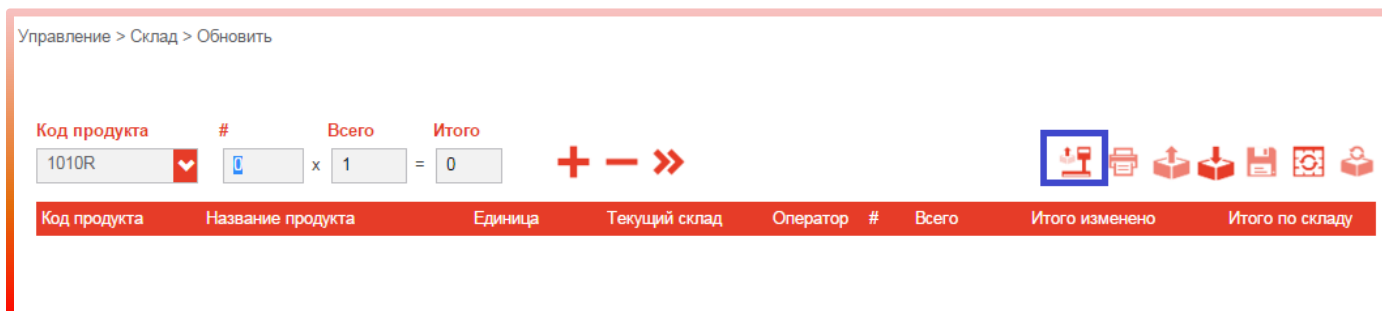 Управление > Склад > Обновить
Код продукта # Всего Итого
1010R 0 x 1 = 0
Код продукта Название продукта Единица Текущий склад Оператор # Всего Итого изменено Итого по складу